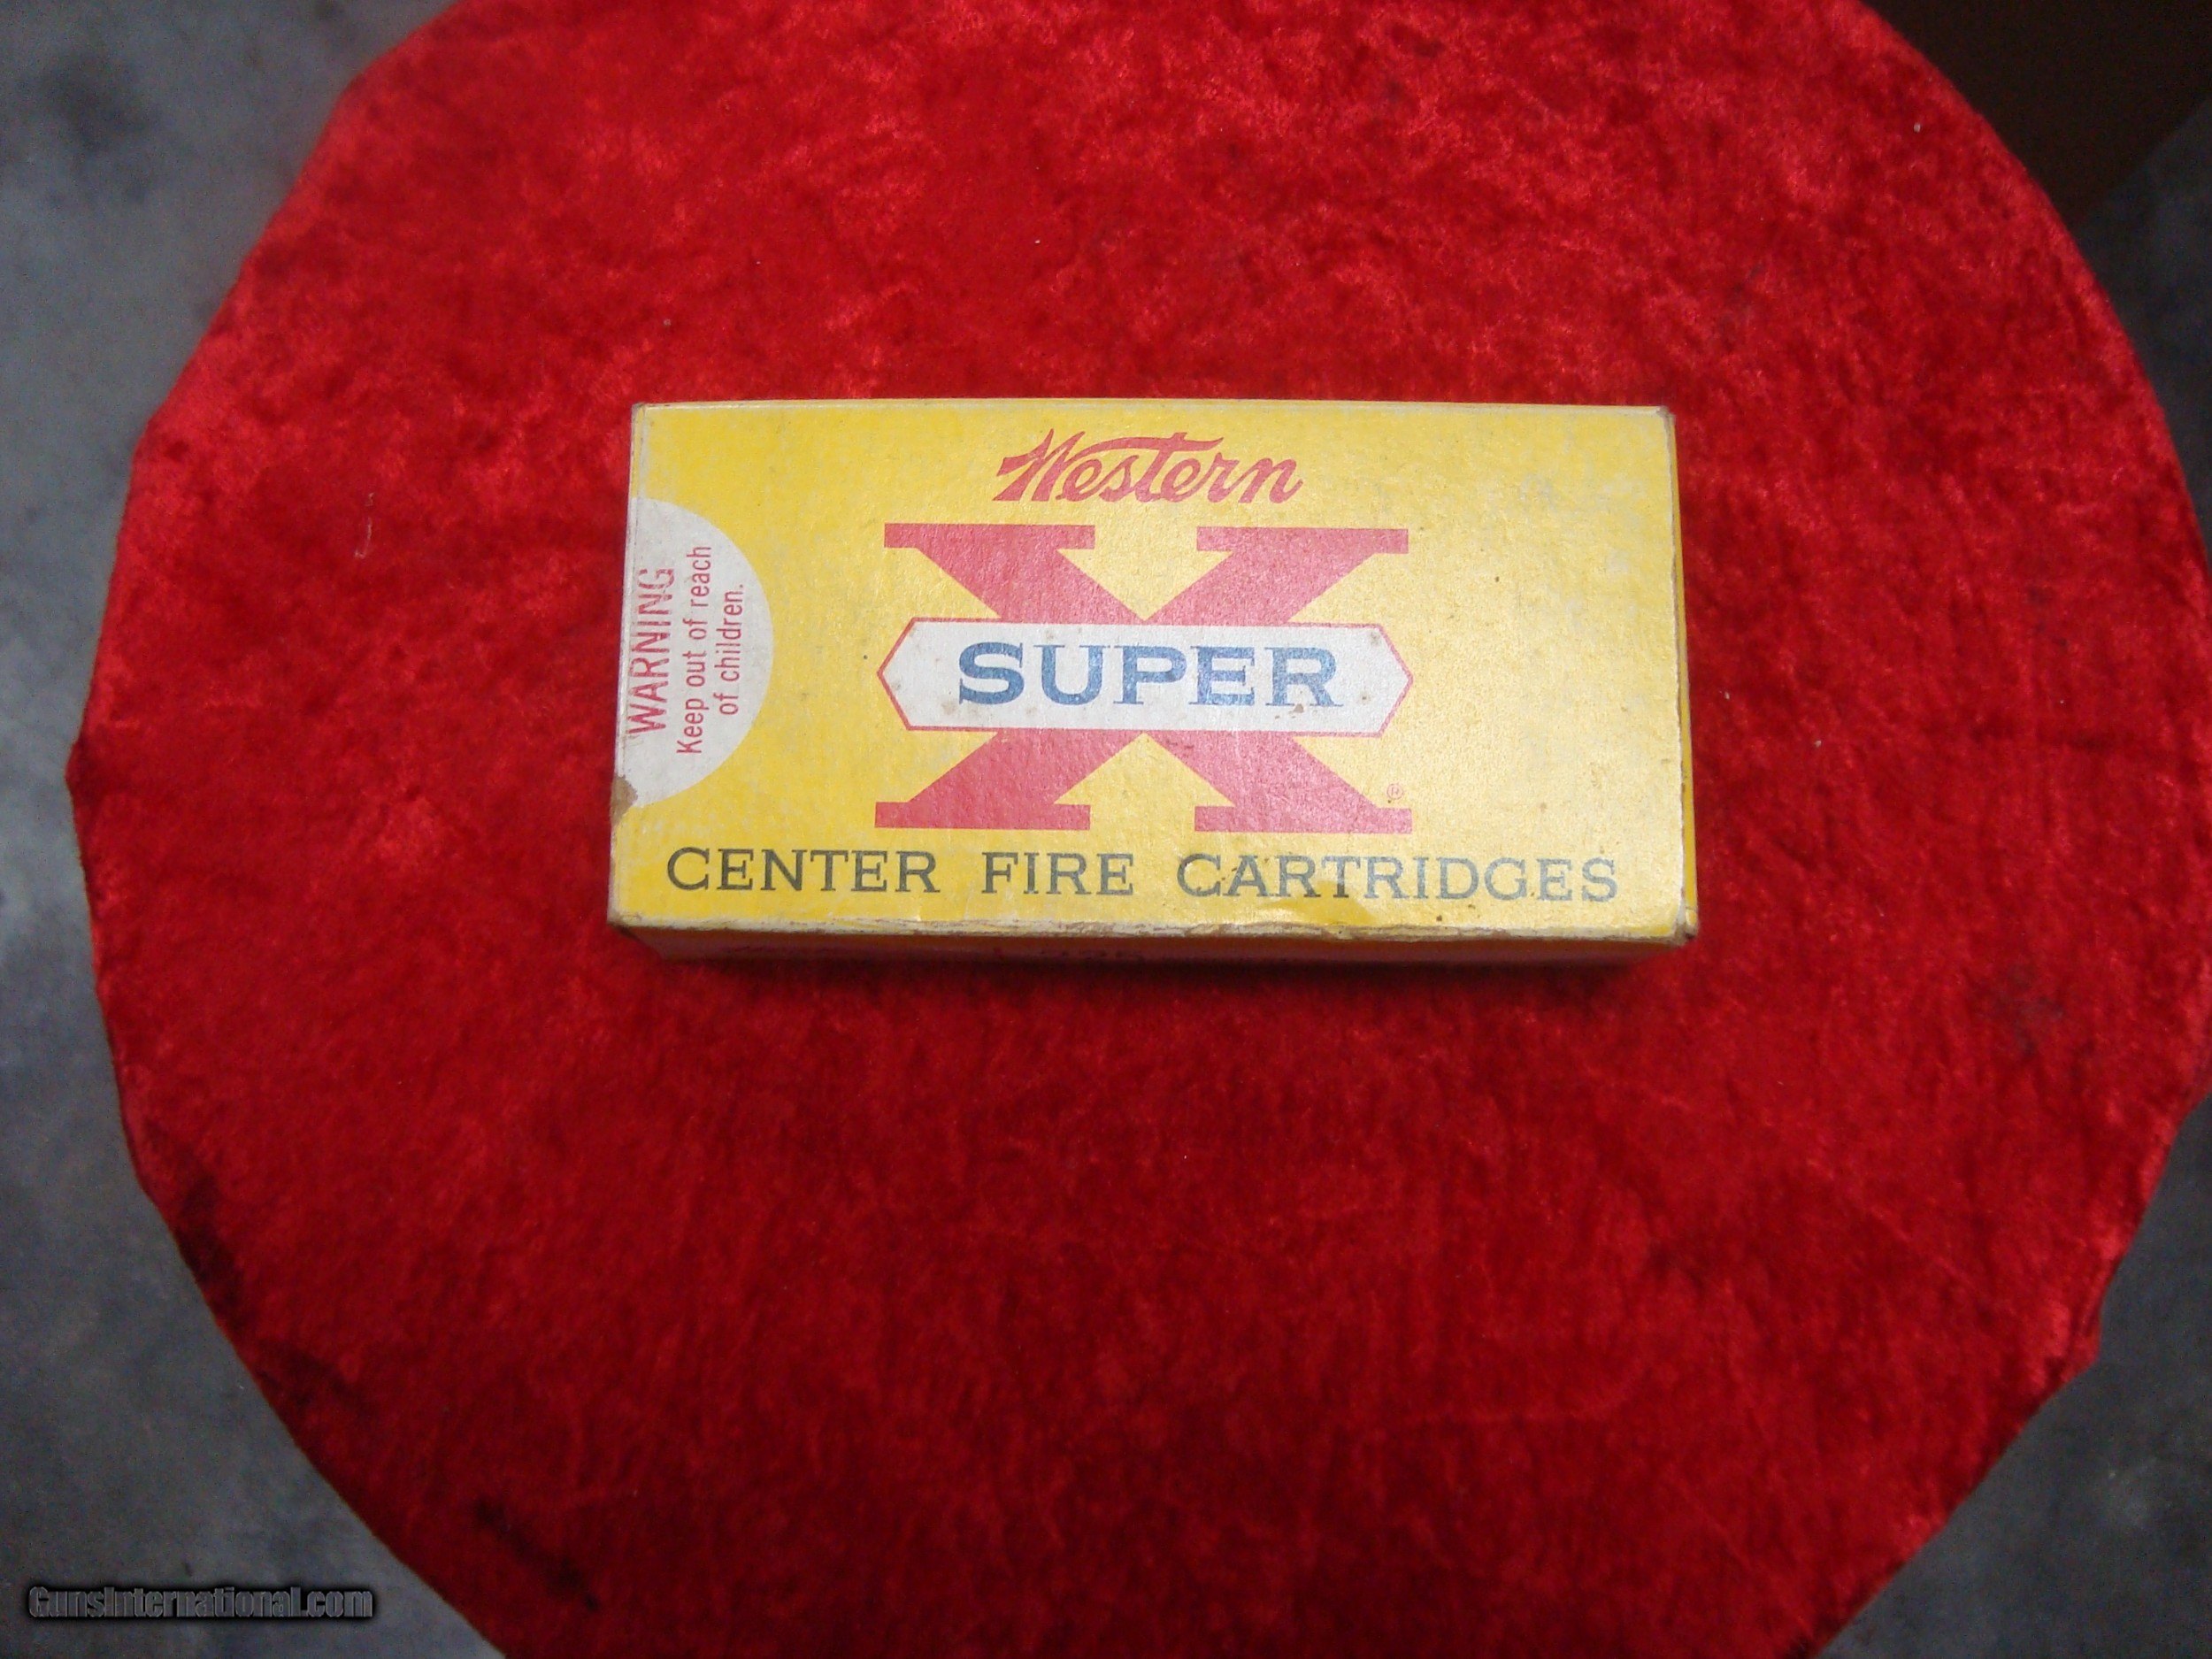 Western
X
SUPER
®
CENTER FIRE CARTRIDGES
WARNING
Keep out of reach
of children.
GunsInternational.com